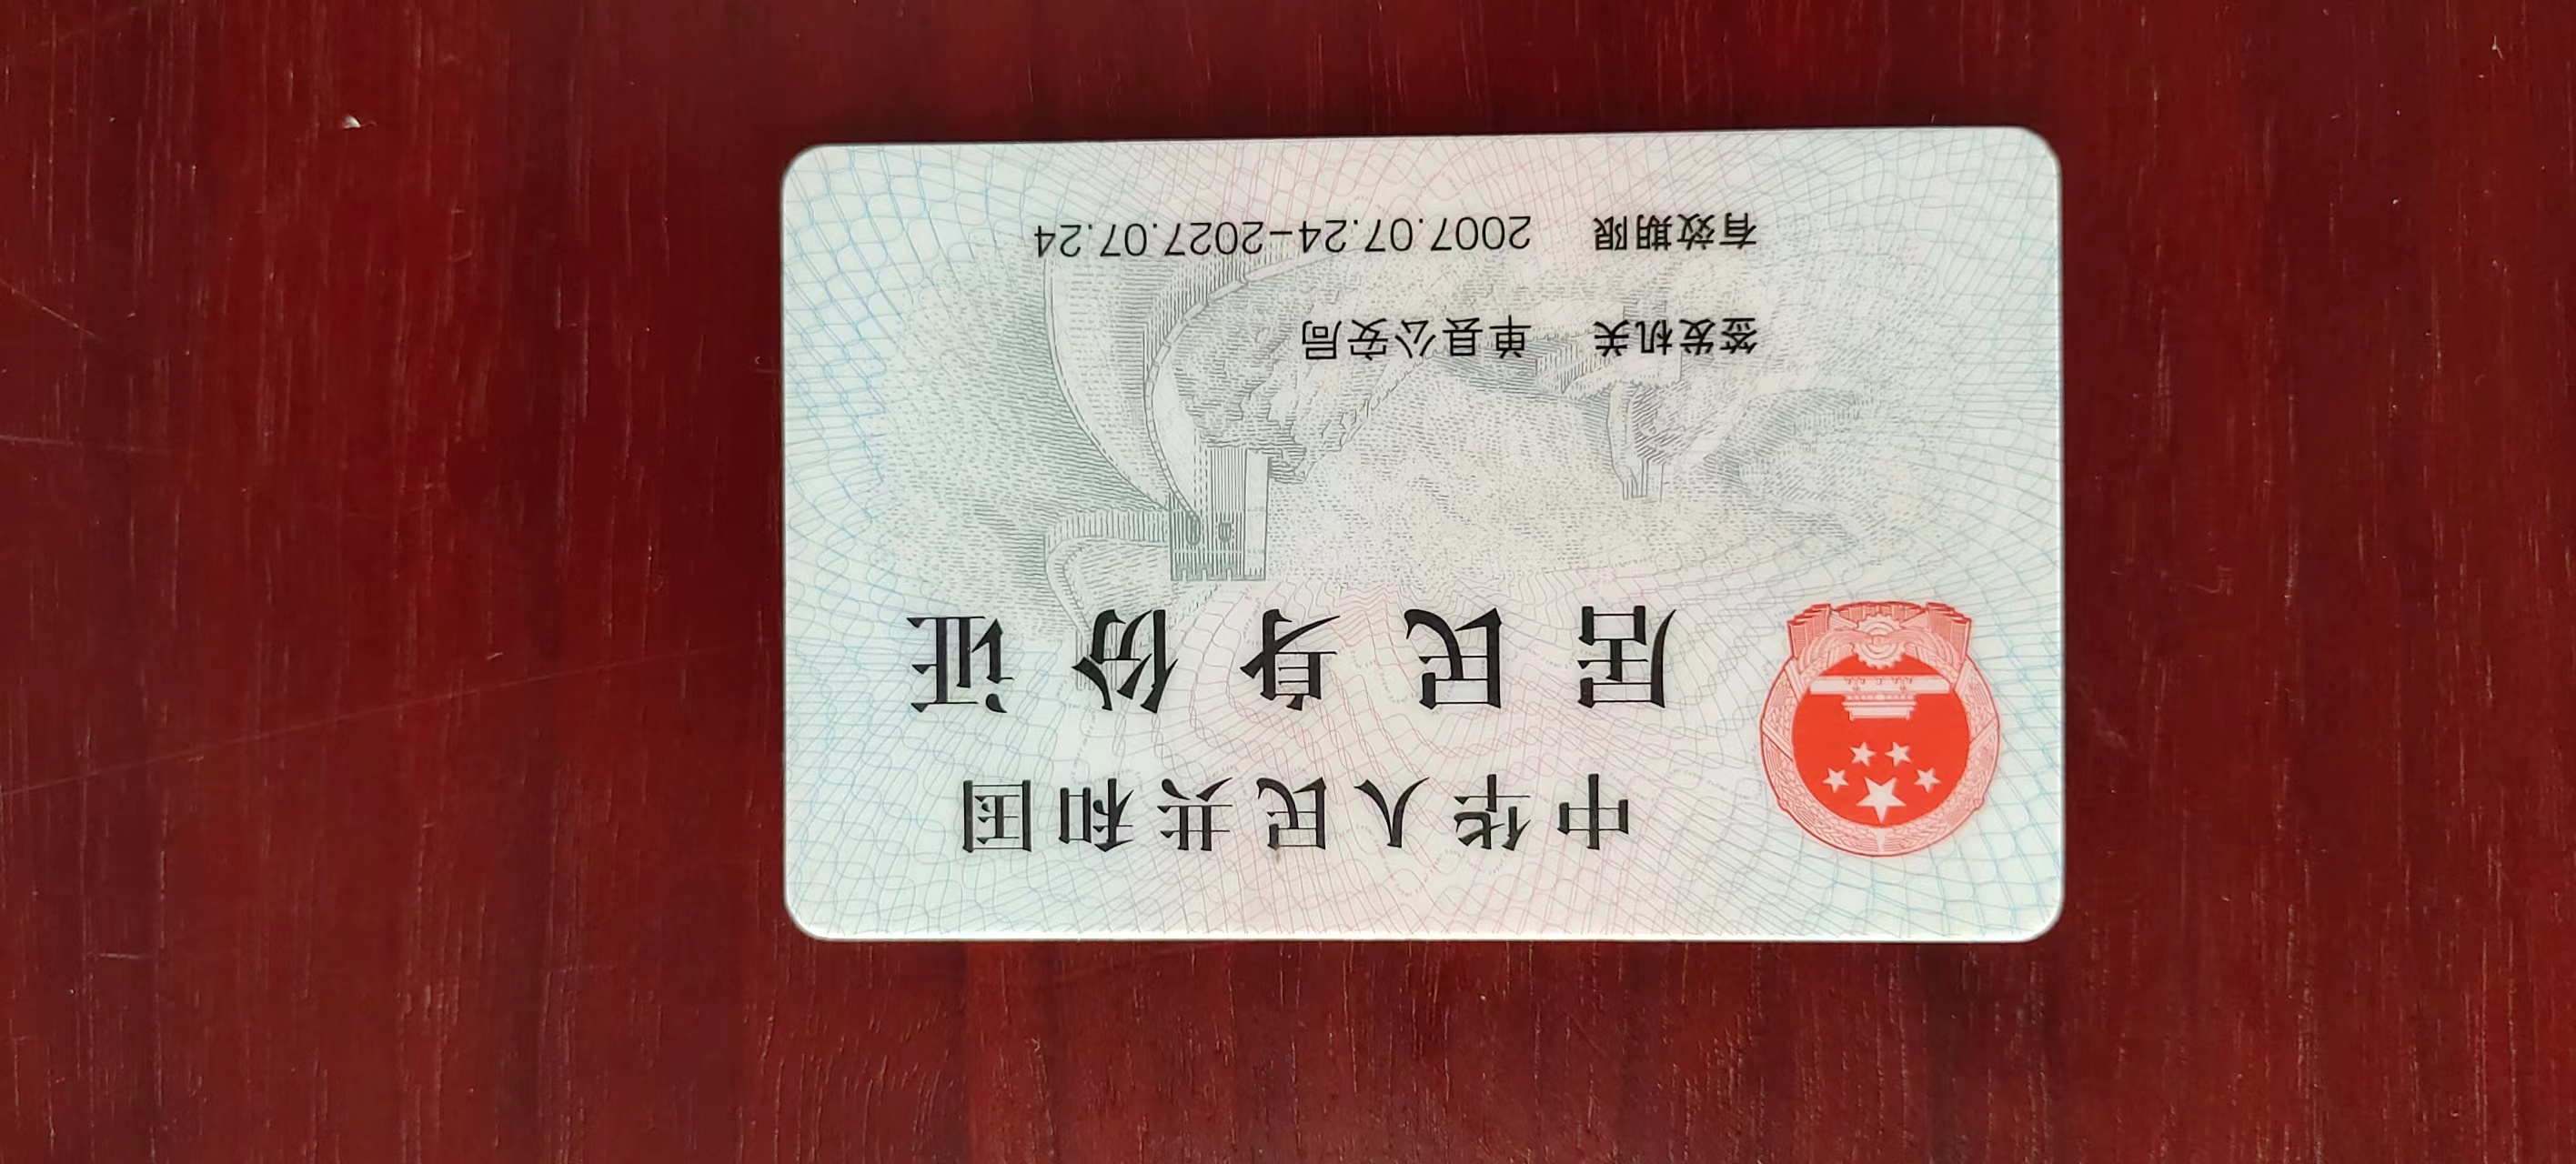 中华人民共和国
居民身份证
签发机关 单县公安局
有效期限 2007.07.24-2027.07.24